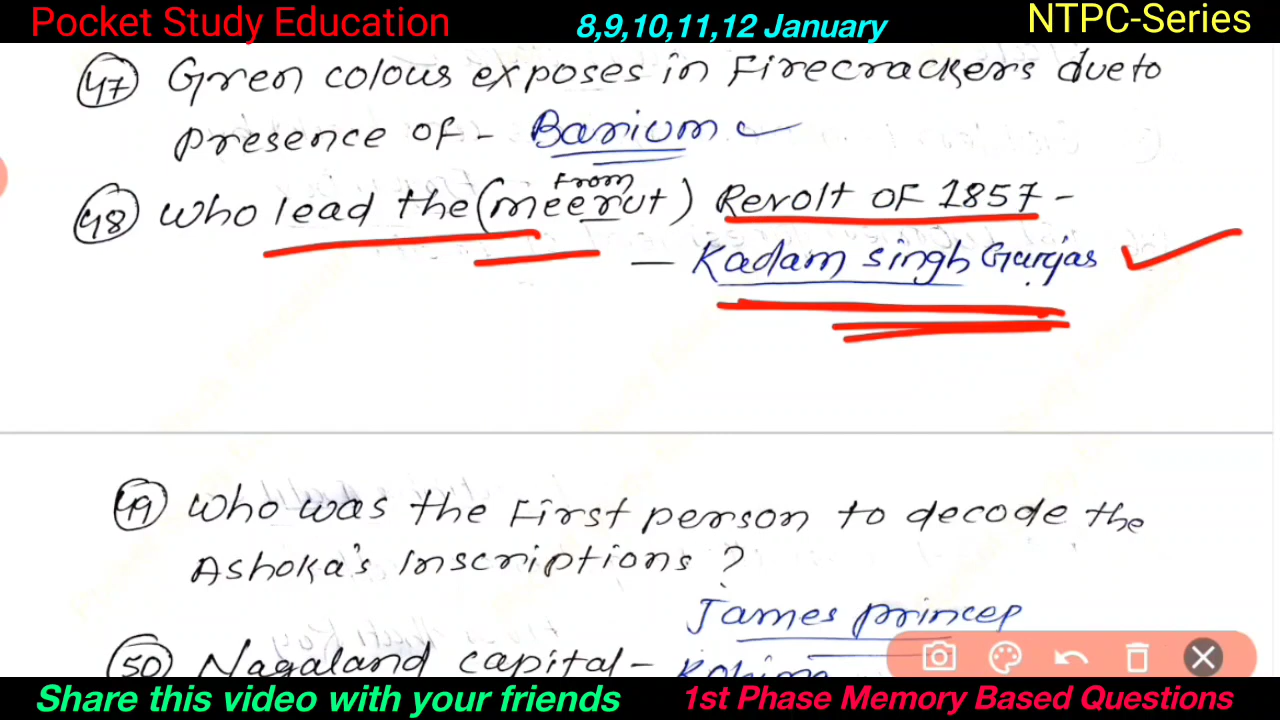 Pocket Study Education 8,9,10,11,12 January NTPC-Series
47 Green colous exposes in Firecrackers due to
presence of - Barium
48 Who lead the (meerut) from Revolt of 1857 -
- Kadam singh Gurjas
49 Who was the First person to decode the
Ashoka's Inscriptions ?
James princep
50 Nagaland capital - Kohima
Share this video with your friends 1st Phase Memory Based Questions